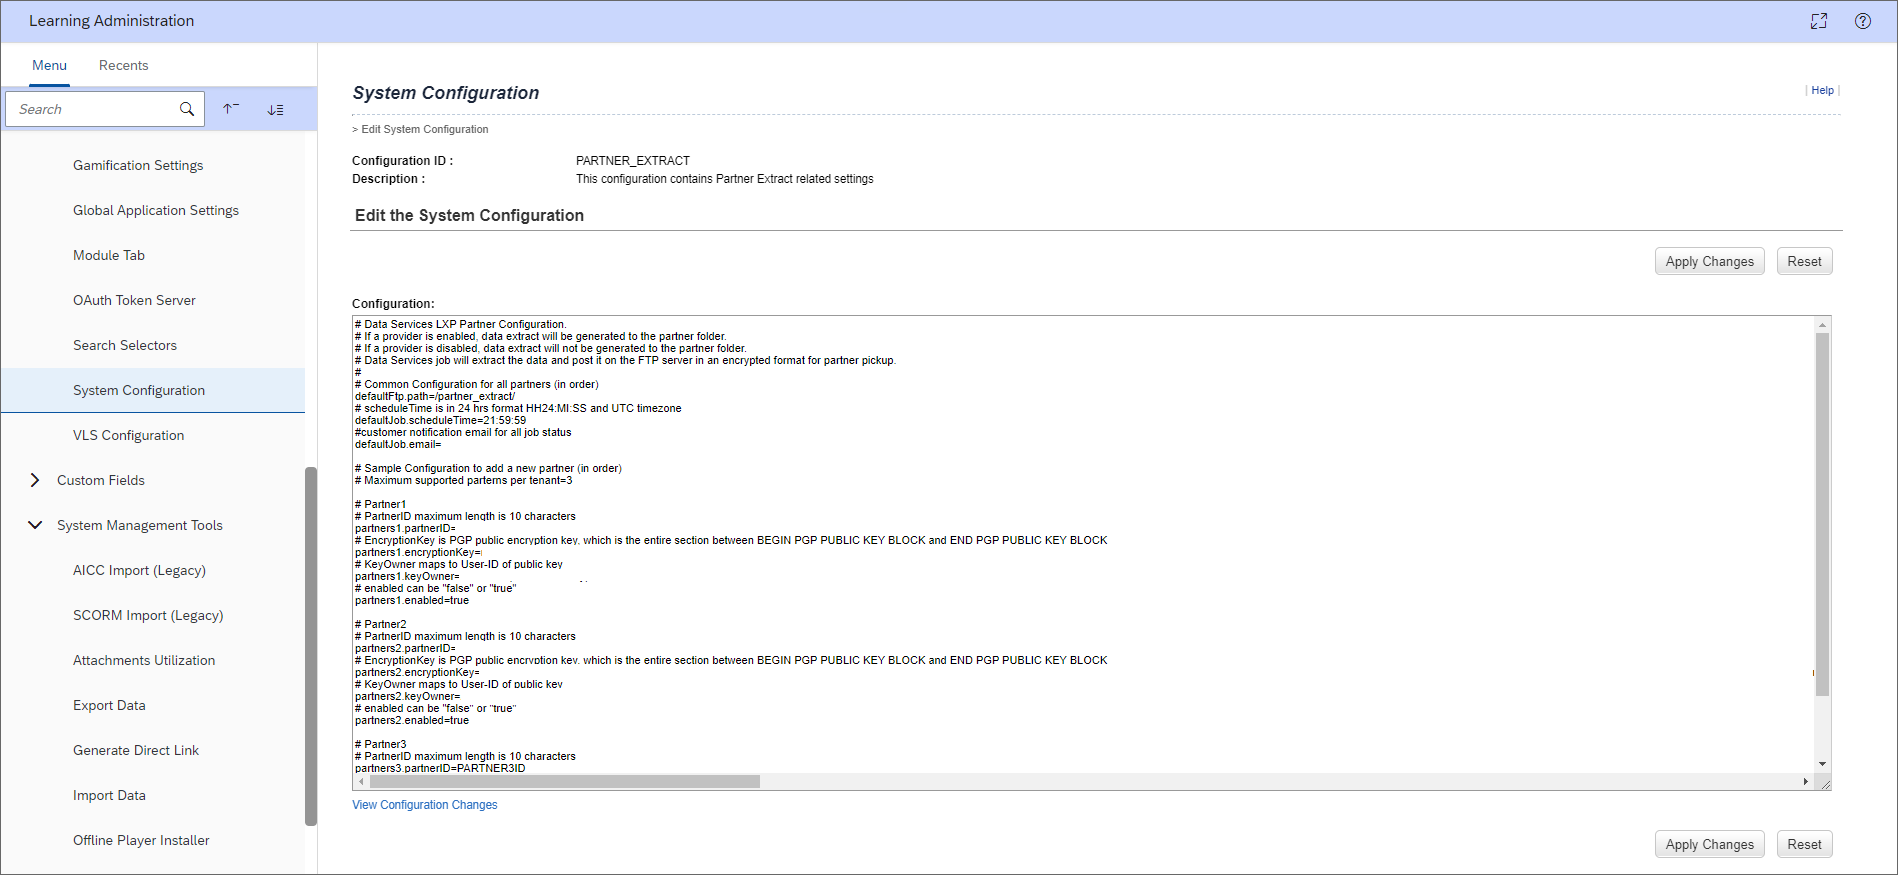 Learning Administration
Menu
Recents
Search
Gamification Settings
Global Application Settings
Module Tab
OAuth Token Server
Search Selectors
System Configuration
VLS Configuration
Custom Fields
System Management Tools
AICC Import (Legacy)
SCORM Import (Legacy)
Attachments Utilization
Export Data
Generate Direct Link
Import Data
Offline Player Installer
System Configuration
| Help |
> Edit System Configuration
Configuration ID : PARTNER_EXTRACT
Description : This configuration contains Partner Extract related settings
Edit the System Configuration
Apply Changes
Reset
Configuration:
# Data Services LXP Partner Configuration.
# If a provider is enabled, data extract will be generated to the partner folder.
# If a provider is disabled, data extract will not be generated to the partner folder.
# Data Services job will extract the data and post it on the FTP server in an encrypted format for partner pickup.
#
# Common Configuration for all partners (in order)
defaultFtp.path=/partner_extract/
# scheduleTime is in 24 hrs format HH24:MI:SS and UTC timezone
defaultJob.scheduleTime=21:59:59
#customer notification email for all job status
defaultJob.email=
# Sample Configuration to add a new partner (in order)
# Maximum supported parterns per tenant=3
# Partner1
# PartnerID maximum length is 10 characters
partners1.partnerID=
# EncryptionKey is PGP public encryption key, which is the entire section between BEGIN PGP PUBLIC KEY BLOCK and END PGP PUBLIC KEY BLOCK
partners1.encryptionKey=
# KeyOwner maps to User-ID of public key
partners1.keyOwner=
# enabled can be "false" or "true"
partners1.enabled=true
# Partner2
# PartnerID maximum length is 10 characters
partners2.partnerID=
# EncryptionKey is PGP public encryption key, which is the entire section between BEGIN PGP PUBLIC KEY BLOCK and END PGP PUBLIC KEY BLOCK
partners2.encryptionKey=
# KeyOwner maps to User-ID of public key
partners2.keyOwner=
# enabled can be "false" or "true"
partners2.enabled=true
# Partner3
# PartnerID maximum length is 10 characters
partners3.partnerID=PARTNER3ID
View Configuration Changes
Apply Changes
Reset